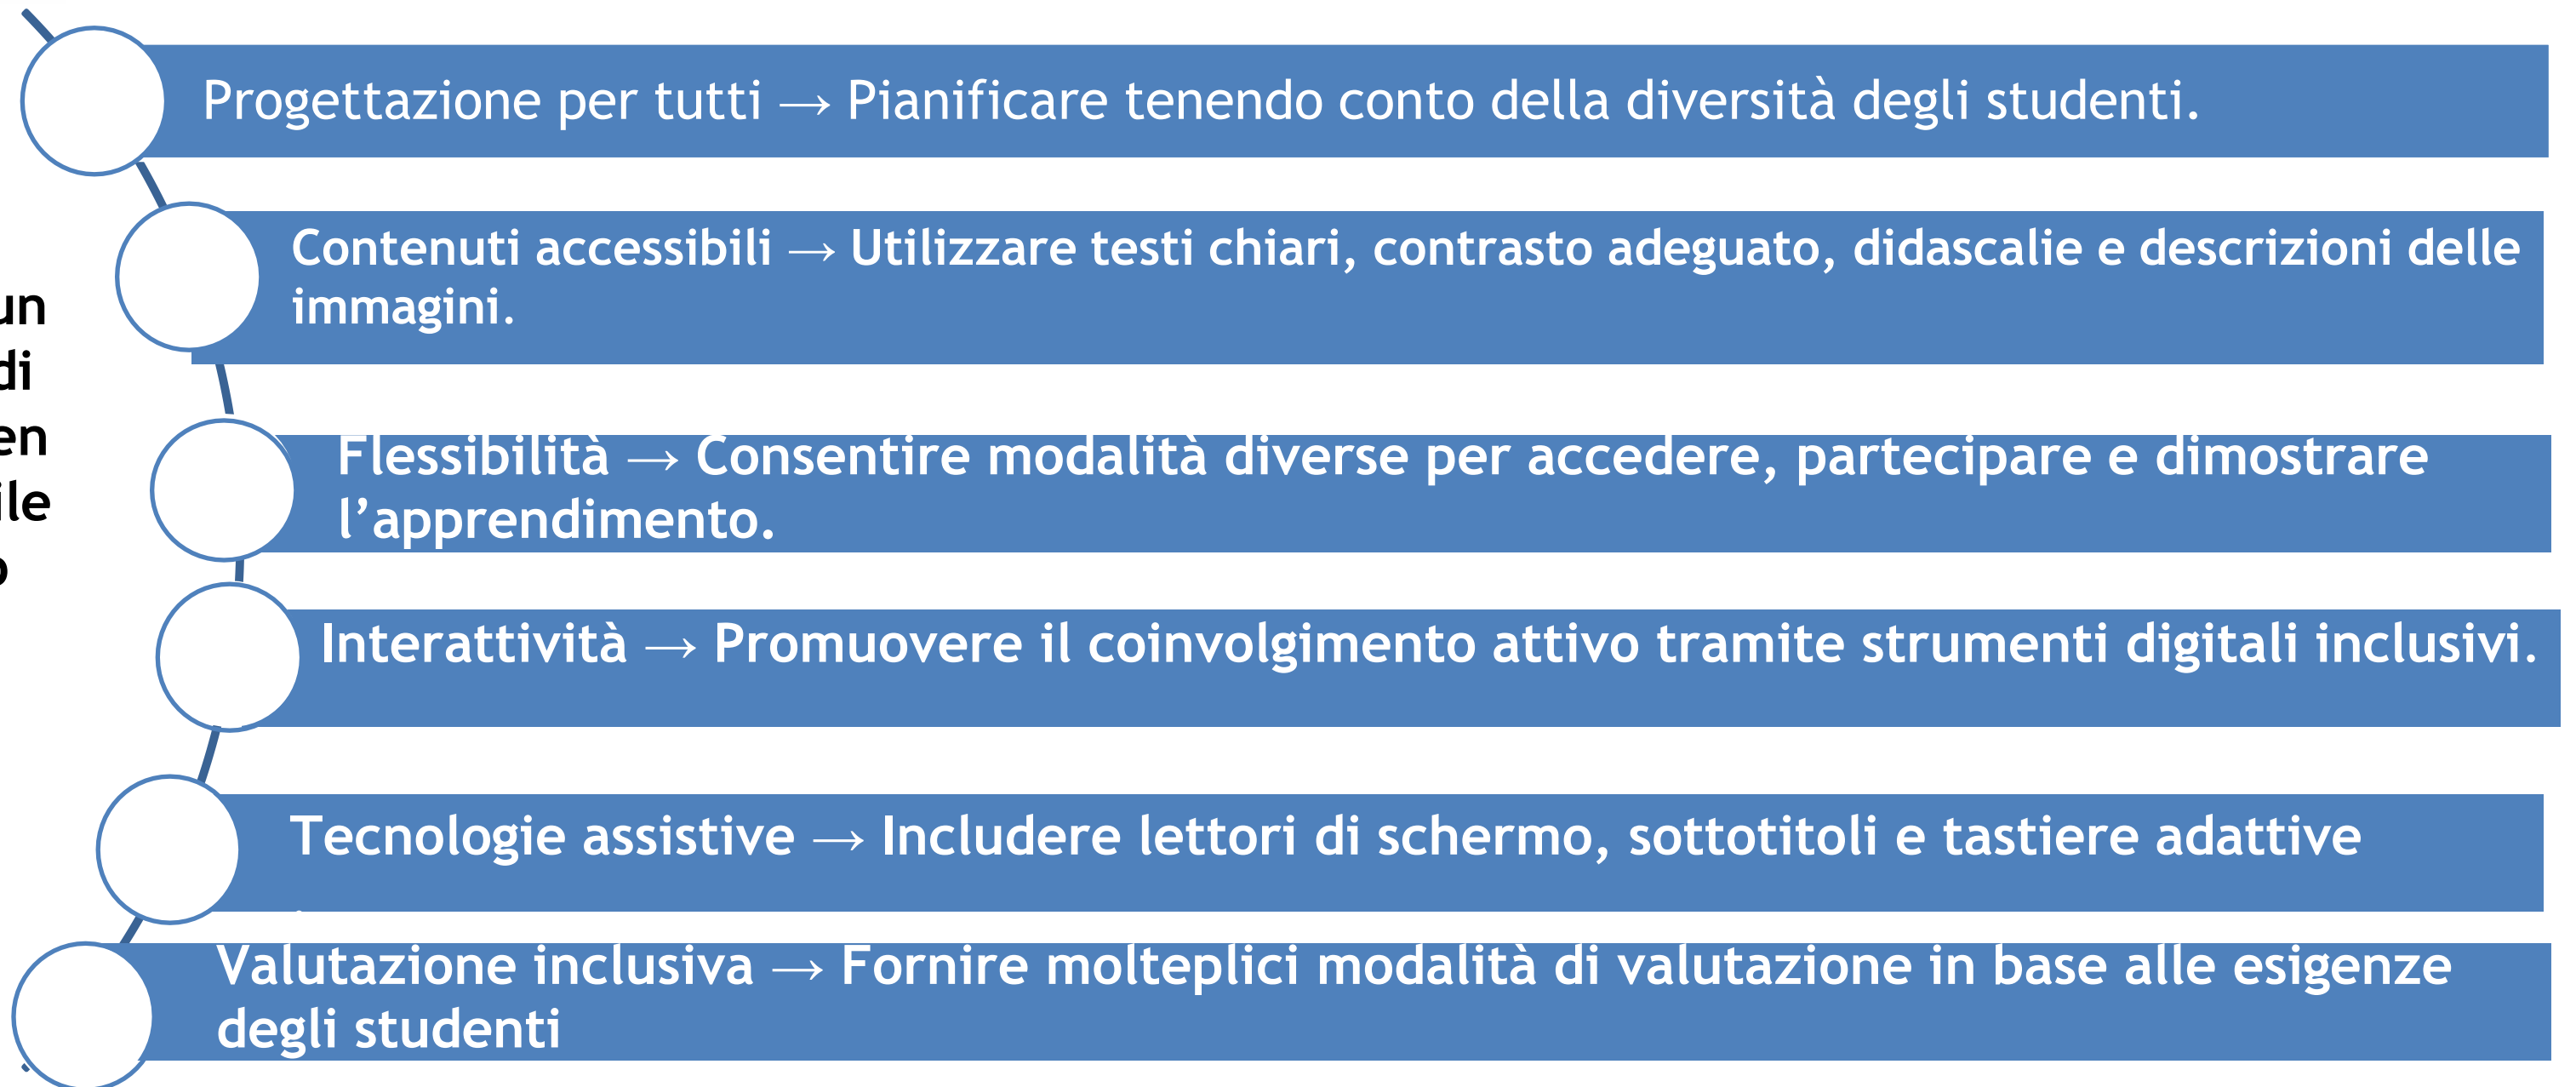 Progettazione per tutti → Pianificare tenendo conto della diversità degli studenti.
Contenuti accessibili → Utilizzare testi chiari, contrasto adeguato, didascalie e descrizioni delle
immagini.
Flessibilità → Consentire modalità diverse per accedere, partecipare e dimostrare
l’apprendimento.
Interattività → Promuovere il coinvolgimento attivo tramite strumenti digitali inclusivi.
Tecnologie assistive → Includere lettori di schermo, sottotitoli e tastiere adattive
Valutazione inclusiva → Fornire molteplici modalità di valutazione in base alle esigenze
degli studenti
un
di